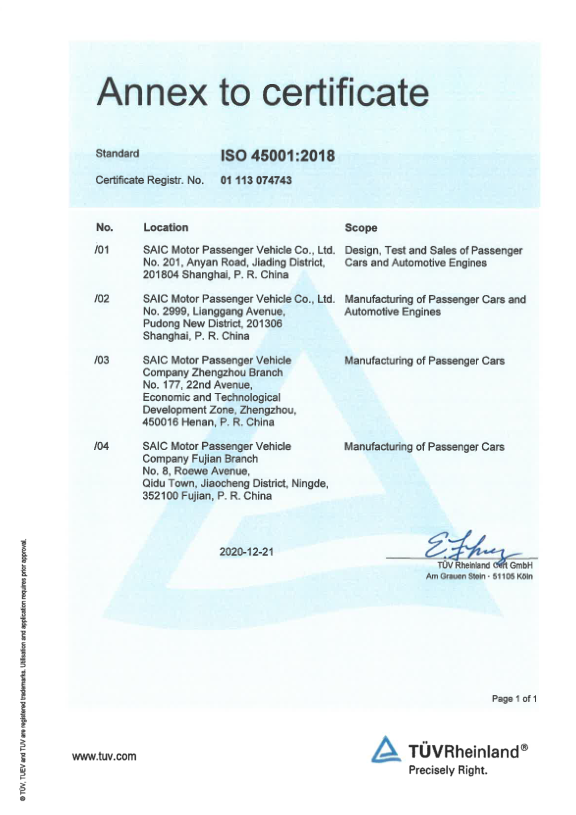 Annex to certificate
Standard
ISO 45001:2018
Certificate Registr. No.
01 113 074743
No.
Location
Scope
/01
SAIC Motor Passenger Vehicle Co., Ltd.
No. 201, Anyan Road, Jiading District,
201804 Shanghai, P. R. China
Design, Test and Sales of Passenger
Cars and Automotive Engines
/02
SAIC Motor Passenger Vehicle Co., Ltd.
No. 2999, Lianggang Avenue,
Pudong New District, 201306
Shanghai, P. R. China
Manufacturing of Passenger Cars and
Automotive Engines
/03
SAIC Motor Passenger Vehicle
Company Zhengzhou Branch
No. 177, 22nd Avenue,
Economic and Technological
Development Zone, Zhengzhou,
450016 Henan, P. R. China
Manufacturing of Passenger Cars
/04
SAIC Motor Passenger Vehicle
Company Fujian Branch
No. 8, Roewe Avenue,
Qidu Town, Jiaocheng District, Ningde,
352100 Fujian, P. R. China
Manufacturing of Passenger Cars
2020-12-21
TÜV Rheinland Cert GmbH
Am Grauen Stein · 51105 Köln
Page 1 of 1
www.tuv.com
TÜVRheinland®
Precisely Right.
® TÜV, TUEV and TUV are registered trademarks. Utilisation and application requires prior approval.